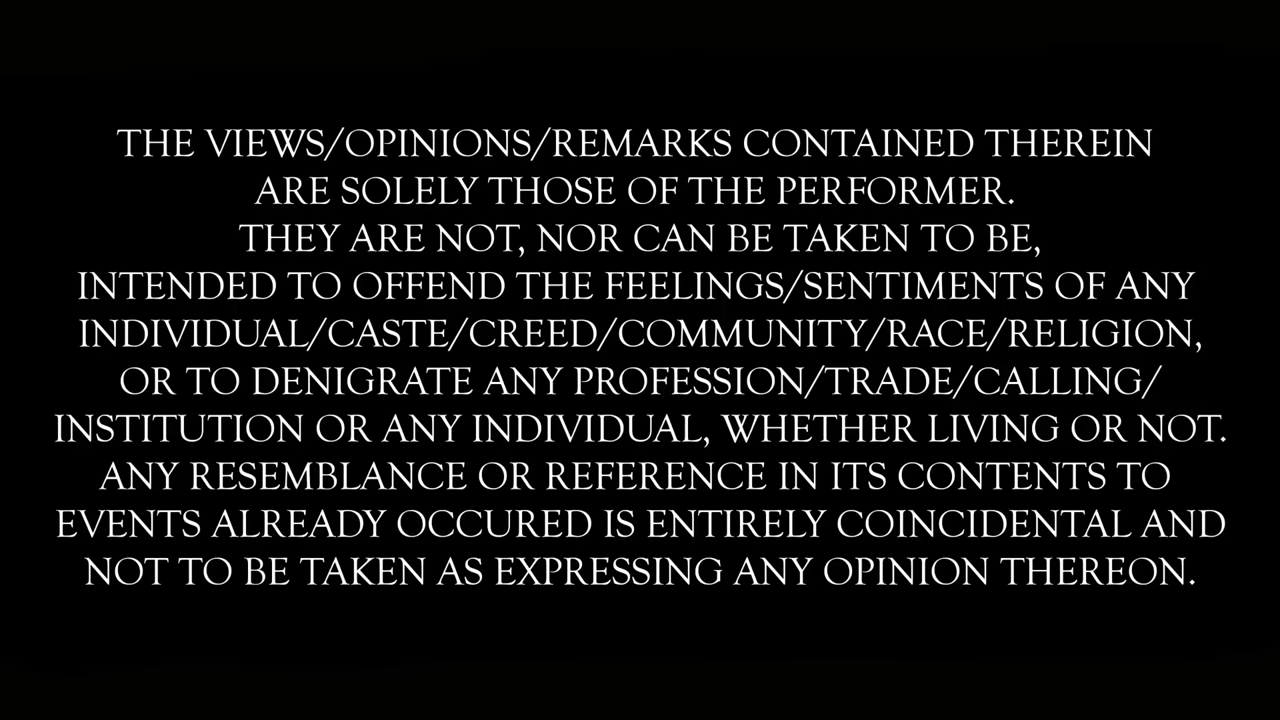 THE VIEWS/OPINIONS/REMARKS CONTAINED THEREIN
ARE SOLELY THOSE OF THE PERFORMER.
THEY ARE NOT, NOR CAN BE TAKEN TO BE,
INTENDED TO OFFEND THE FEELINGS/SENTIMENTS OF ANY
INDIVIDUAL/CASTE/CREED/COMMUNITY/RACE/RELIGION,
OR TO DENIGRATE ANY PROFESSION/TRADE/CALLING/
INSTITUTION OR ANY INDIVIDUAL, WHETHER LIVING OR NOT.
ANY RESEMBLANCE OR REFERENCE IN ITS CONTENTS TO
EVENTS ALREADY OCCURED IS ENTIRELY COINCIDENTAL AND
NOT TO BE TAKEN AS EXPRESSING ANY OPINION THEREON.